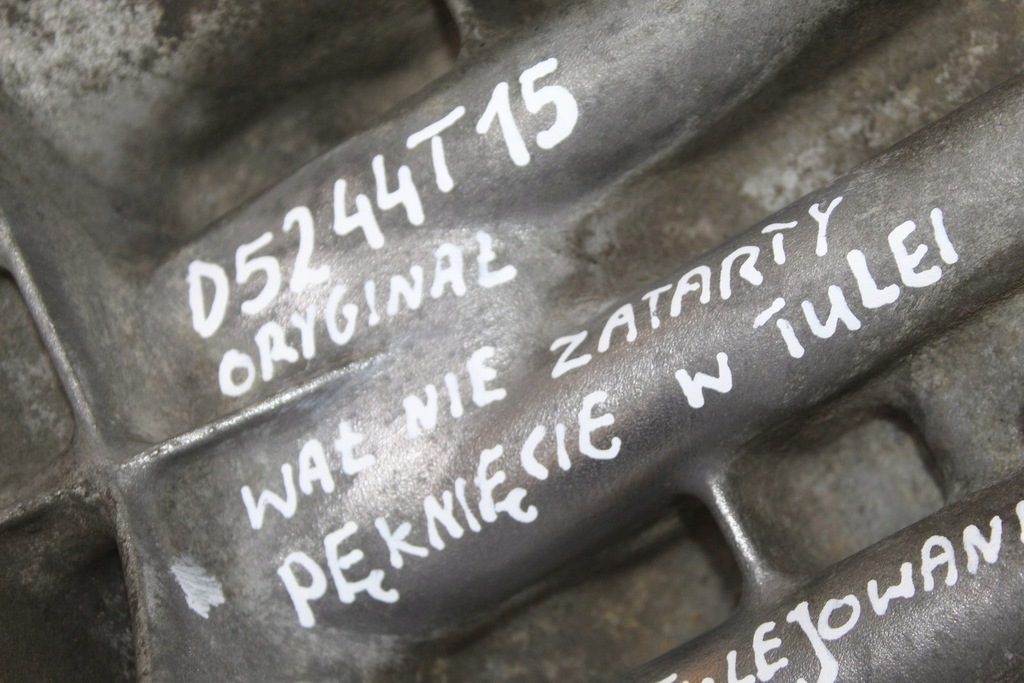 D5244T15
ORYGINAŁ
WAŁ NIE ZATARTY
PĘKNIĘCIE W TULEI